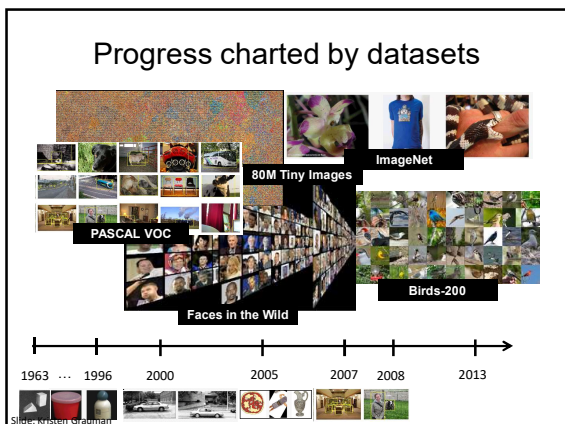 Progress charted by datasets
ImageNet
80M Tiny Images
PASCAL VOC
Birds-200
Faces in the Wild
1963 … 1996 2000 2005 2007 2008 2013
Slide: Kristen Grauman